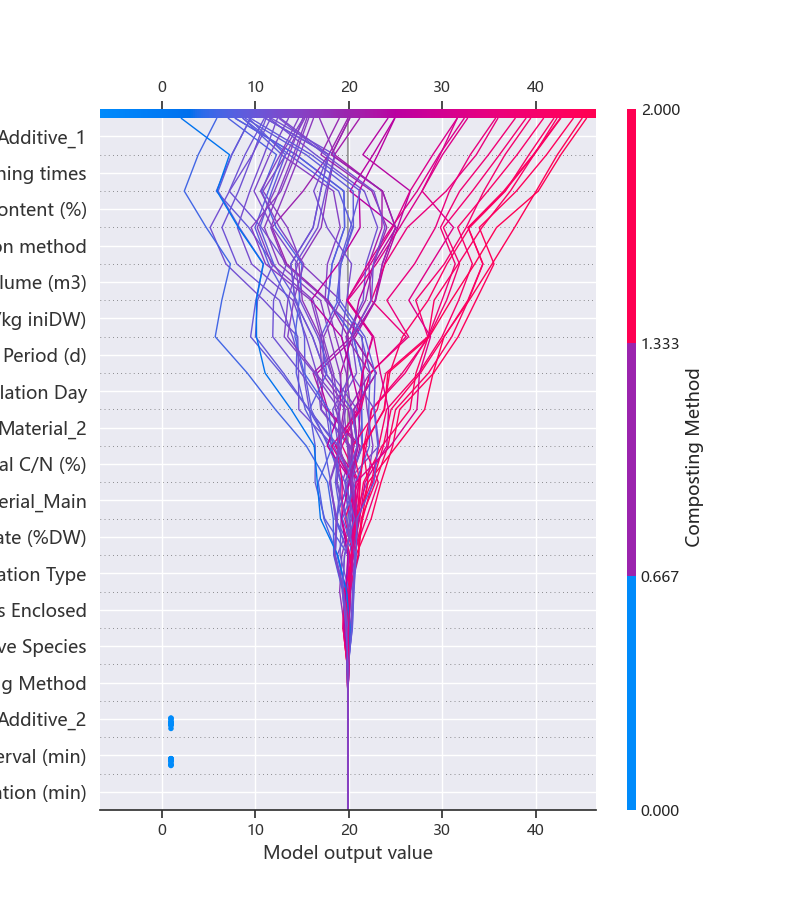 0 10 20 30 40
Additive_1
ning times
ontent (%)
on method
lume (m3)
/kg iniDW)
Period (d)
lation Day
Material_2
al C/N (%)
erial_Main
ate (%DW)
ation Type
s Enclosed
ve Species
g Method
Additive_2
erval (min)
ation (min)
0 10 20 30 40
Model output value
2.000
1.333
0.667
0.000
Composting Method